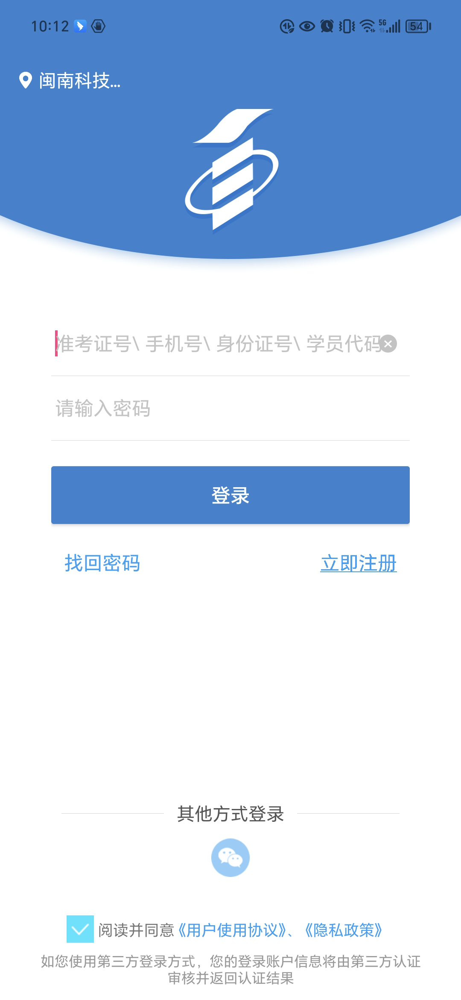 10:12
5G
54
闽南科技...
准考证号\ 手机号\ 身份证号\ 学员代码
请输入密码
登录
找回密码
立即注册
其他方式登录
阅读并同意《用户使用协议》、《隐私政策》
如您使用第三方登录方式，您的登录账户信息将由第三方认证
审核并返回认证结果